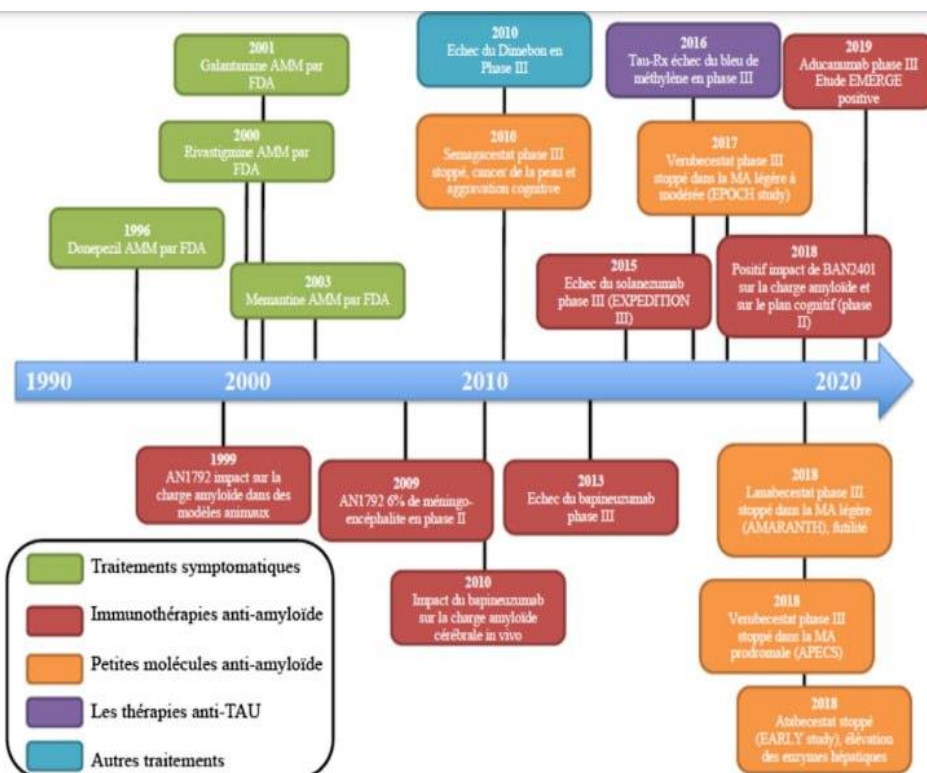 2001
Galantamine AMM par
FDA
2000
Rivastigmine AMM par
FDA
1996
Donepezil AMM par FDA
2003
Memantine AMM par FDA
2010
Echec du Dimebon en
Phase III
2010
Semagacestat phase III
stoppé, cancer de la peau et
aggravation cognitive
2016
Tau-Rx échec du bleu de
méthylène en phase III
2019
Aducanumab phase III
Etude EMERGE
positive
2017
Verubecestat phase III
stoppé dans la MA légère à
modérée (EPOCH study)
2015
Echec du solanezumab
phase III (EXPEDITION
III)
2018
Positif impact de BAN2401
sur la charge amyloïde et
sur le plan cognitif (phase
II)
1990
2000
2010
2020
1999
AN1792 impact sur la
charge amyloïde dans des
modèles animaux
2009
AN1792 6% de méningo-
encéphalite en phase II
2010
Impact du bapineuzumab
sur la charge amyloïde
cérébrale in vivo
2013
Echec du bapineuzumab
phase III
2018
Lanabecestat phase III
stoppé dans la MA légère
(AMARANTH), futilité
2018
Verubecestat phase III
stoppé dans la MA
prodromale (APECS)
2018
Atabecestat stoppé
(EARLY study), élévation
des enzymes hépatiques
Traitements symptomatiques
Immunothérapies anti-amyloïde
Petites molécules anti-amyloïde
Les thérapies anti-TAU
Autres traitements